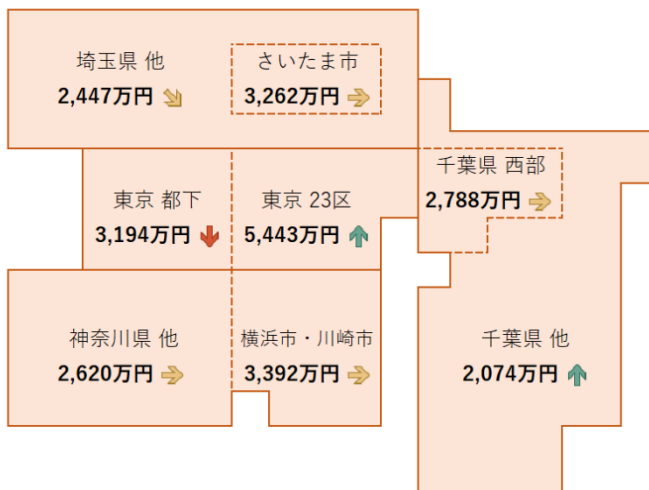 埼玉県 他
2,447万円
さいたま市
3,262万円
千葉県 西部
2,788万円
東京 都下
3,194万円
東京 23区
5,443万円
神奈川県 他
2,620万円
横浜市・川崎市
3,392万円
千葉県 他
2,074万円